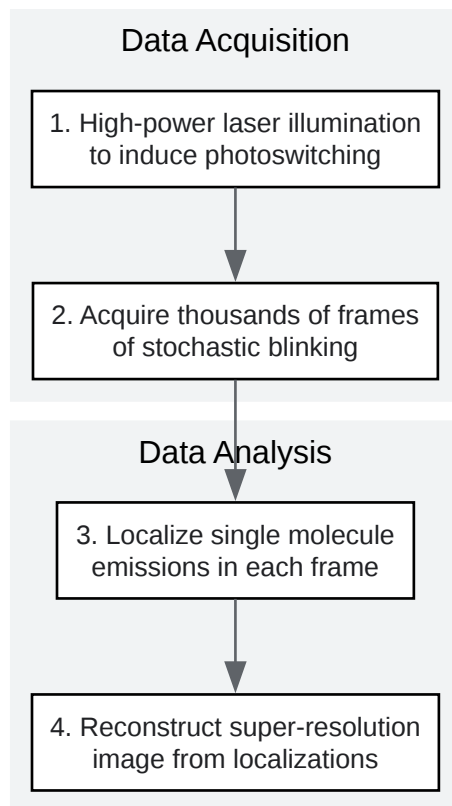 Data Acquisition
1. High-power laser illumination
to induce photoswitching
2. Acquire thousands of frames
of stochastic blinking
Data Analysis
3. Localize single molecule
emissions in each frame
4. Reconstruct super-resolution
image from localizations